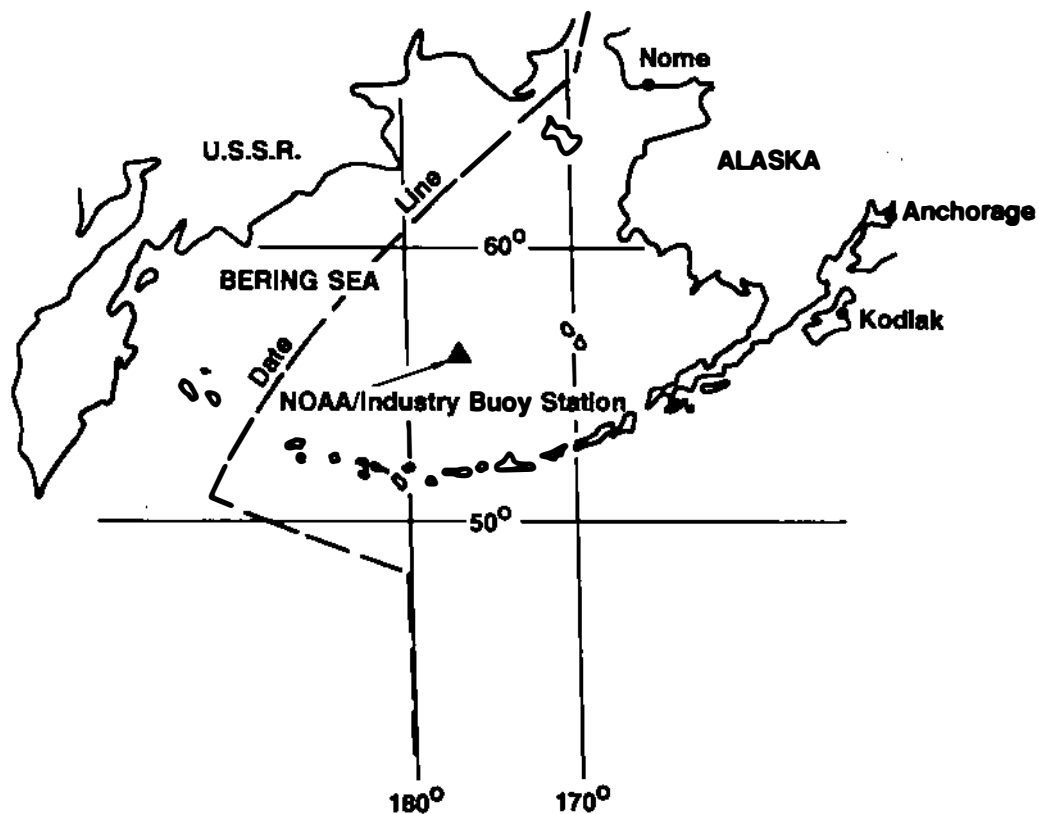 Nome
U.S.S.R.
ALASKA
Line
Anchorage
60°
BERING SEA
Kodiak
Date
NOAA/Industry Buoy Station
50°
180°
170°